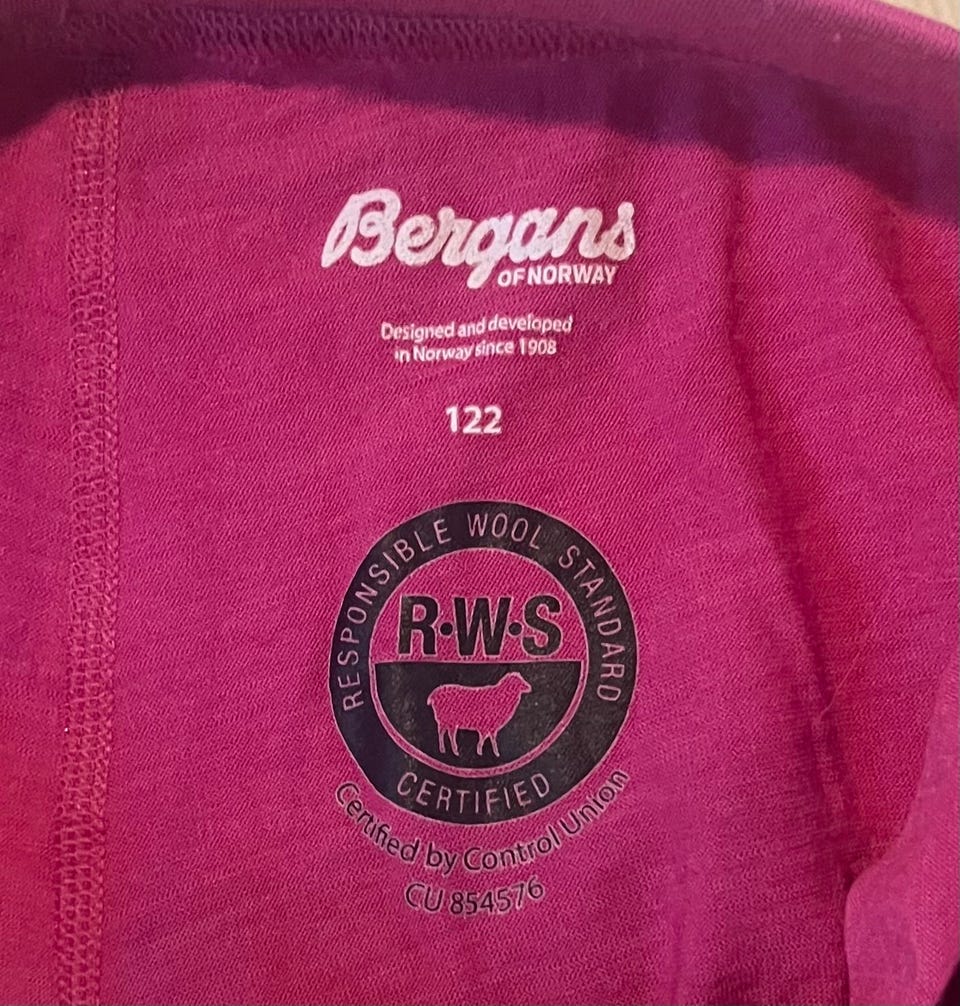 Bergans
OF NORWAY
Designed and developed
in Norway since 1908
122
RESPONSIBLE WOOL STANDARD
R·W·S
CERTIFIED
Certified by Control Union
CU 854576